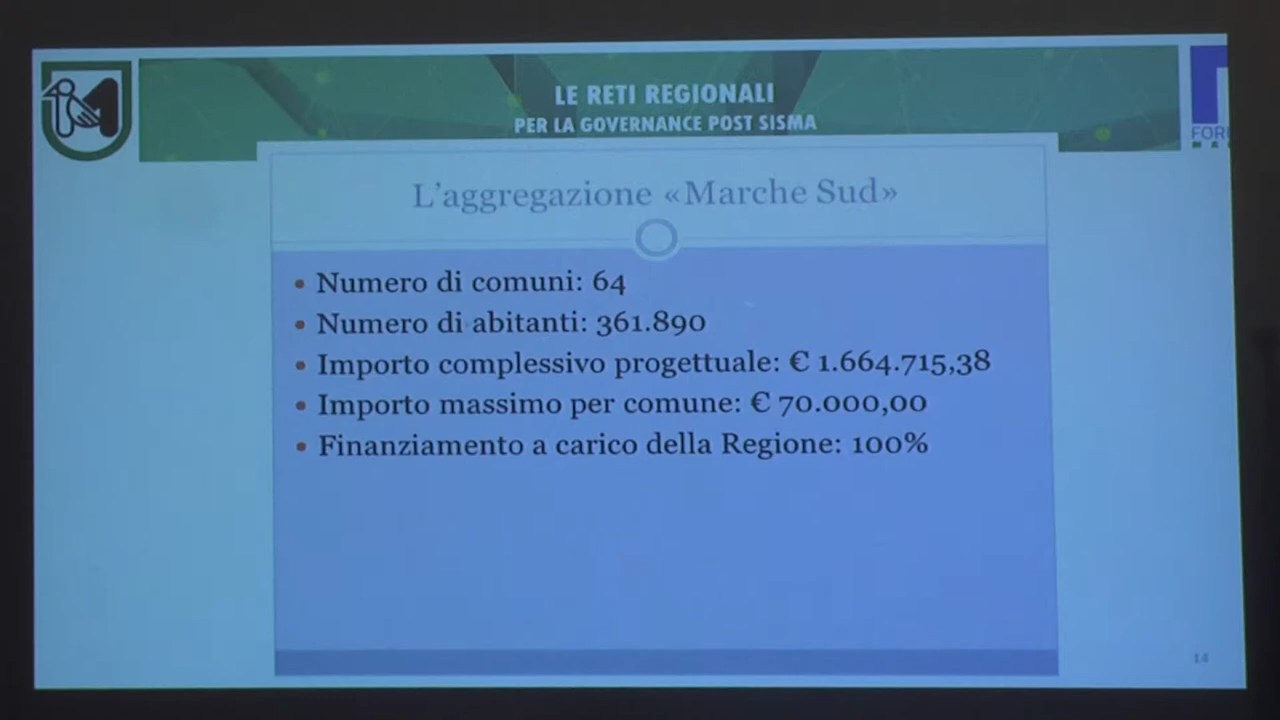 LE RETI REGIONALI
PER LA GOVERNANCE POST SISMA
L'aggregazione «Marche Sud»
• Numero di comuni: 64
• Numero di abitanti: 361.890
• Importo complessivo progettuale: € 1.664.715,38
• Importo massimo per comune: € 70.000,00
• Finanziamento a carico della Regione: 100%
14